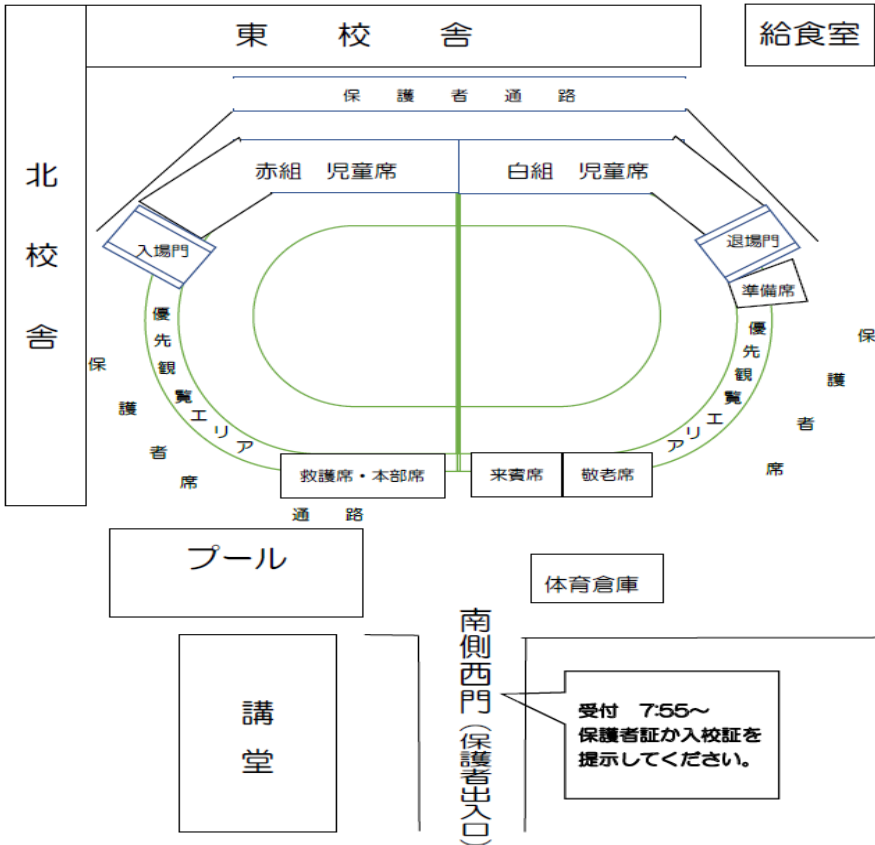 東校舎
給食室
保護者通路
北校舎
赤組　児童席
白組　児童席
入場門
退場門
準備席
優先観覧エリア
優先観覧エリア
保護者席
保護者席
救護席・本部席
来賓席
敬老席
通路
プール
体育倉庫
講堂
南側西門（保護者出入口）
受付　7:55～
保護者証か入校証を
提示してください。